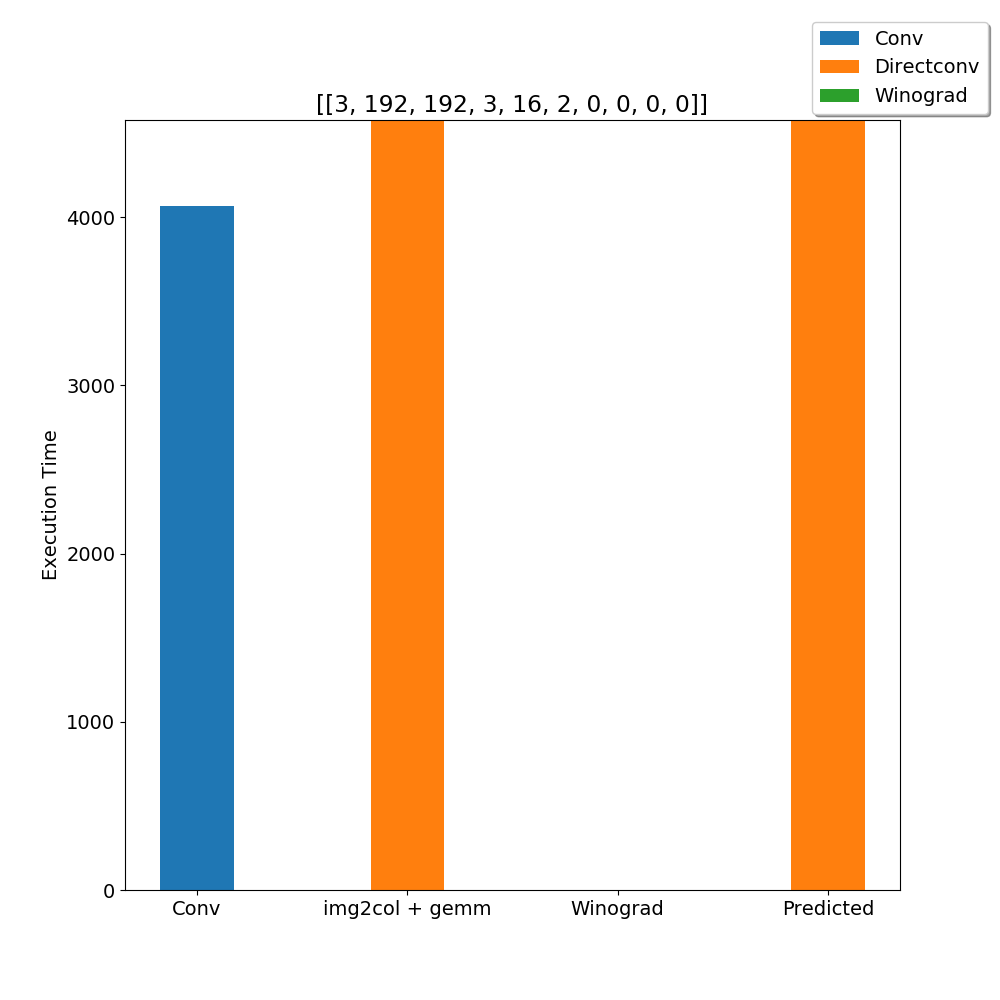 Conv
Directconv
Winograd
[[3, 192, 192, 3, 16, 2, 0, 0, 0, 0]]
4000
3000
2000
1000
0
Execution Time
Conv
img2col + gemm
Winograd
Predicted